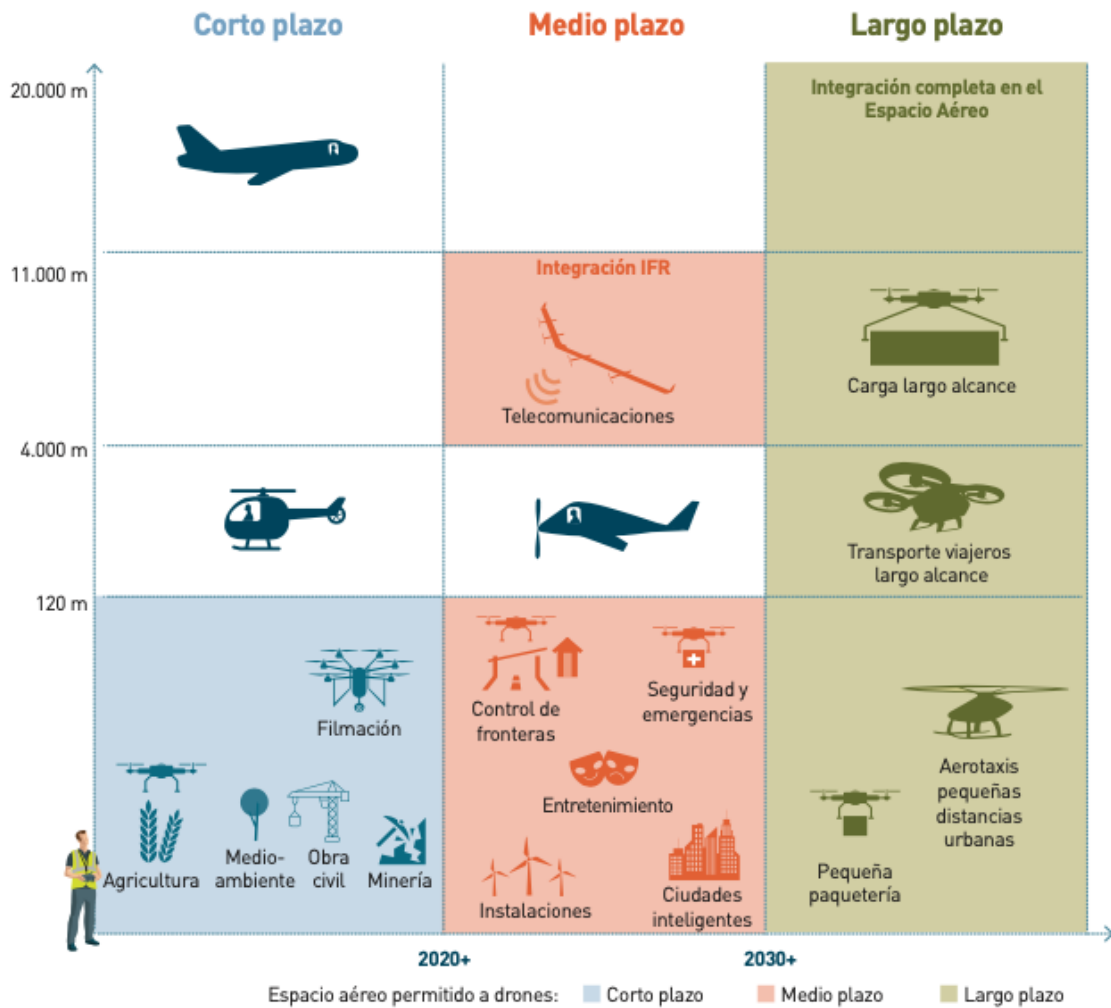 Corto plazo
Medio plazo
Largo plazo
20.000 m
11.000 m
4.000 m
120 m
Integración completa en el
Espacio Aéreo
Integración IFR
Telecomunicaciones
Carga largo alcance
Transporte viajeros
largo alcance
Filmación
Agricultura
Medio-
ambiente
Obra
civil
Minería
Control de
fronteras
Seguridad y
emergencias
Entretenimiento
Instalaciones
Ciudades
inteligentes
Aerotaxis
pequeñas
distancias
urbanas
Pequeña
paquetería
2020+
2030+
Espacio aéreo permitido a drones:
Corto plazo
Medio plazo
Largo plazo